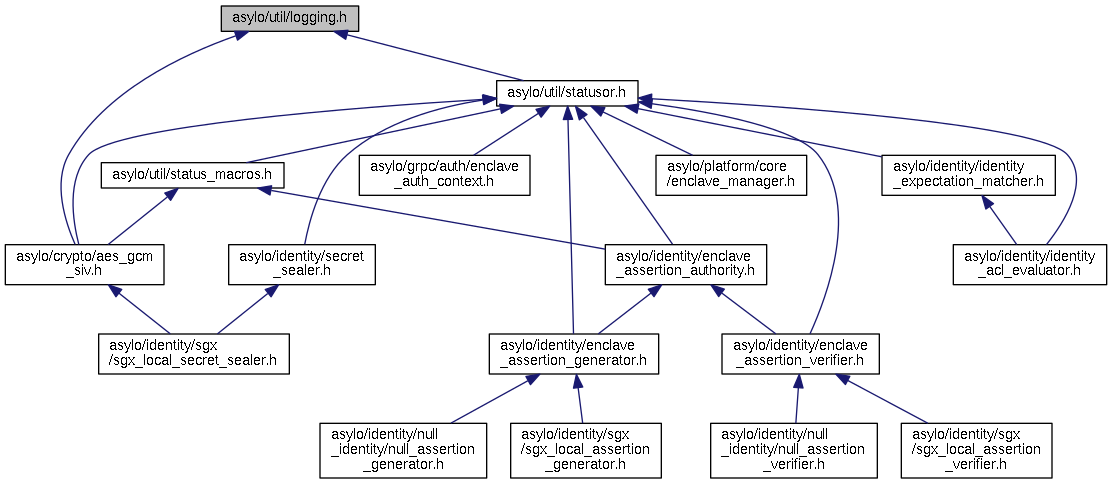 asylo/util/logging.h
asylo/util/statusor.h
asylo/util/status_macros.h
asylo/grpc/auth/enclave
_auth_context.h
asylo/platform/core
/enclave_manager.h
asylo/identity/identity
_expectation_matcher.h
asylo/crypto/aes_gcm
_siv.h
asylo/identity/secret
_sealer.h
asylo/identity/enclave
_assertion_authority.h
asylo/identity/identity
_acl_evaluator.h
asylo/identity/sgx
/sgx_local_secret_sealer.h
asylo/identity/enclave
_assertion_generator.h
asylo/identity/enclave
_assertion_verifier.h
asylo/identity/null
_identity/null_assertion
_generator.h
asylo/identity/sgx
/sgx_local_assertion
_generator.h
asylo/identity/null
_identity/null_assertion
_verifier.h
asylo/identity/sgx
/sgx_local_assertion
_verifier.h